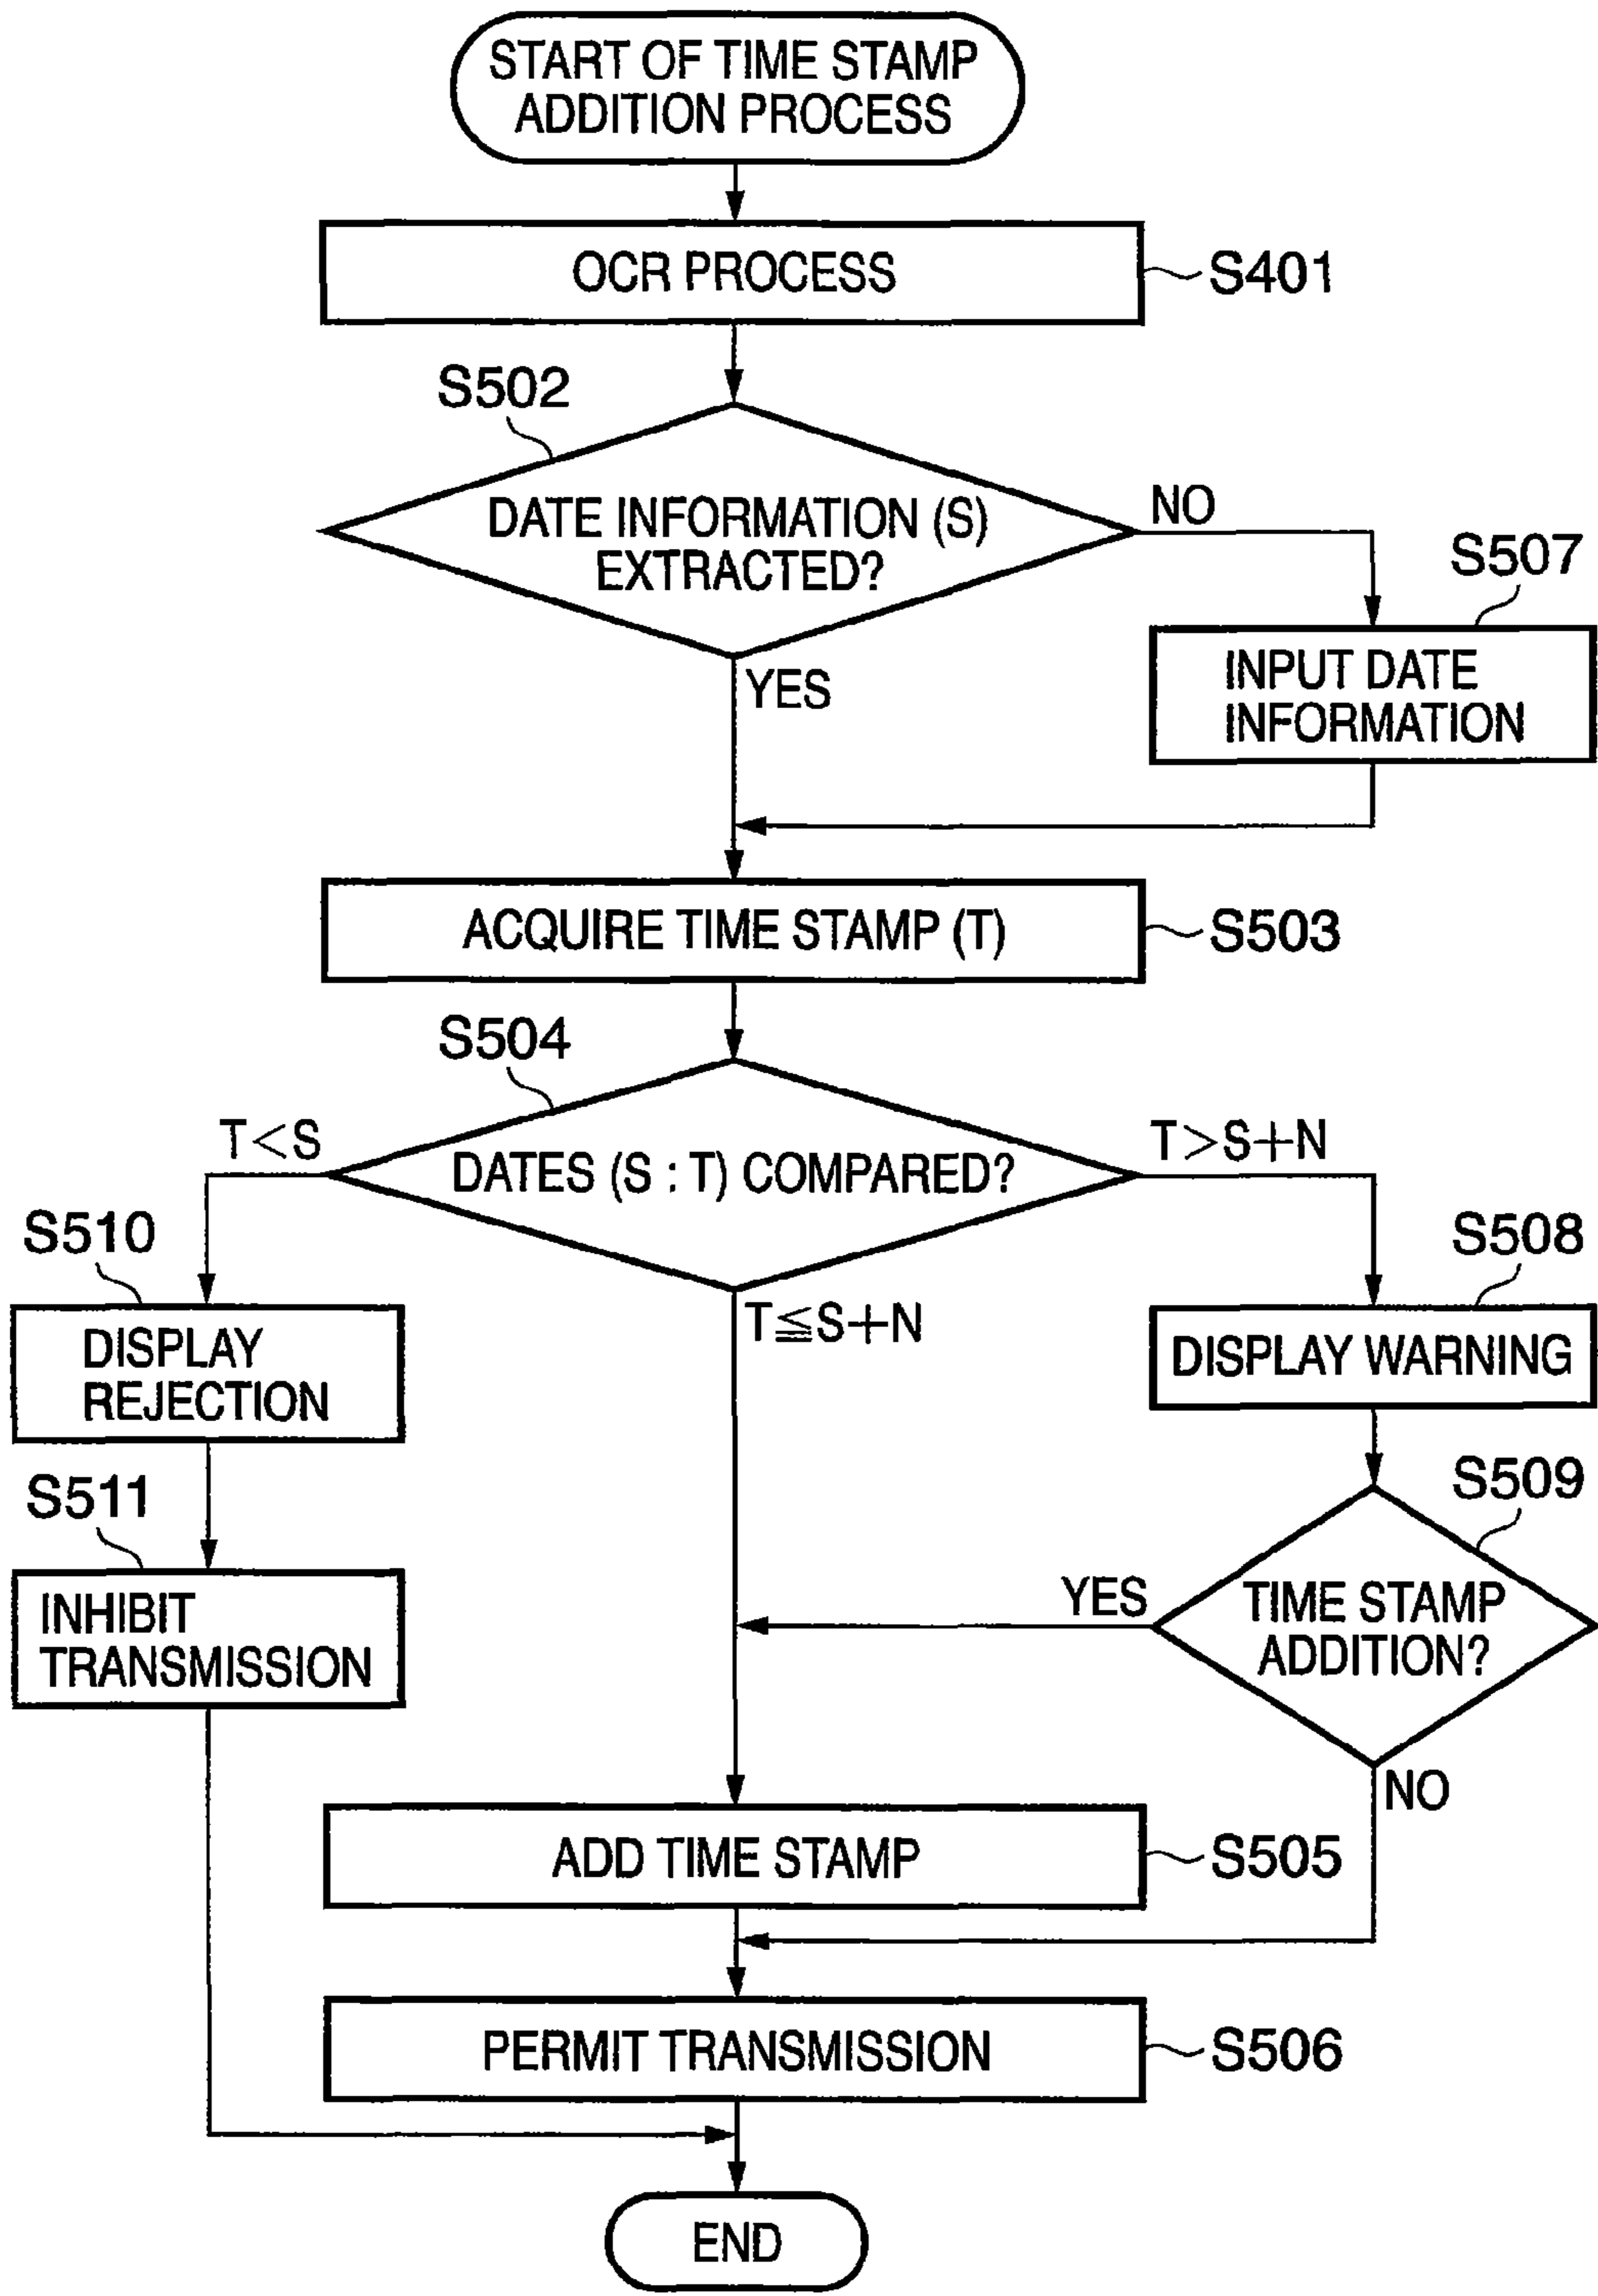 START OF TIME STAMP
ADDITION PROCESS
OCR PROCESS
S401
S502
DATE INFORMATION (S)
EXTRACTED?
NO
S507
INPUT DATE
INFORMATION
YES
ACQUIRE TIME STAMP (T)
S503
S504
T<S
DATES (S : T) COMPARED?
T>S+N
S510
S508
DISPLAY
REJECTION
T≦S+N
DISPLAY WARNING
S511
S509
INHIBIT
TRANSMISSION
YES
TIME STAMP
ADDITION?
NO
ADD TIME STAMP
S505
PERMIT TRANSMISSION
S506
END